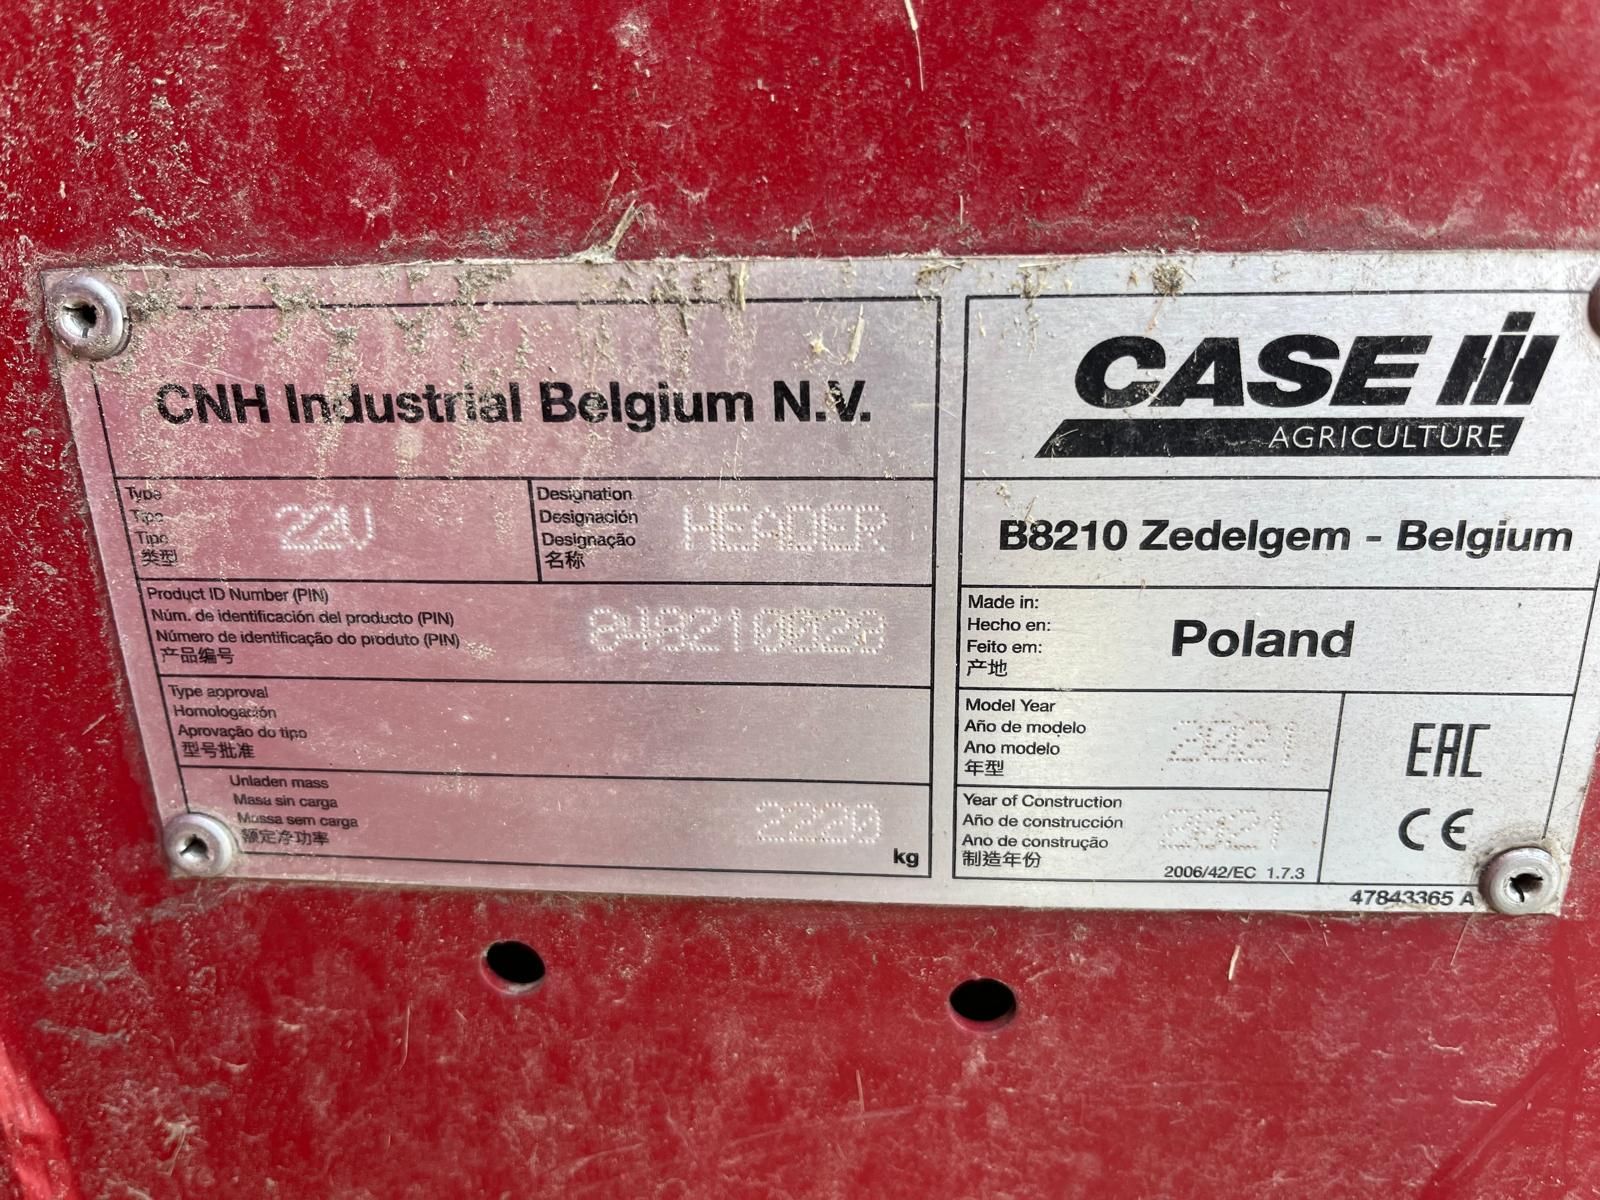 CNH Industrial Belgium N.V.
Type
Tipo
Tipo
类型
22V
Designation
Designación
Designação
名称
HEADER
Product ID Number (PIN)
Núm. de identificación del producto (PIN)
Número de identificação do produto (PIN)
产品编号
Type approval
Homologación
Aprovação do tipo
型号批准
Unladen mass
Masa sin carga
Massa sem carga
额定净功率
2220
kg
CASE IH
AGRICULTURE
B8210 Zedelgem - Belgium
Made in:
Hecho en:
Feito em:
产地
Poland
Model Year
Año de modelo
Ano modelo
年型
2021
Year of Construction
Año de construcción
Ano de construção
制造年份
2021
2006/42/EC 1.7.3
EAC
CE
47843365 A